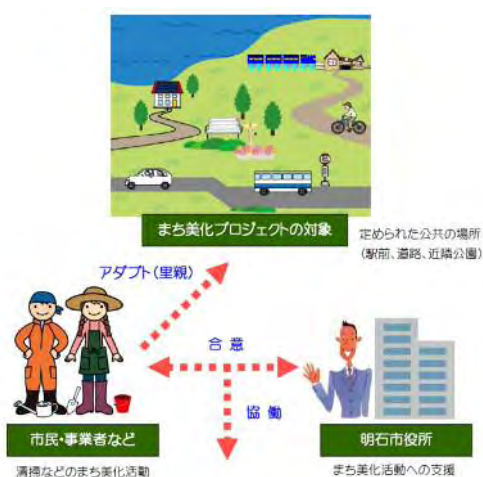 まち美化プロジェクトの対象
定められた公共の場所
(駅前、道路、近隣公園)
アダプト(里親)
合意
協働
市民・事業者など
明石市役所
清掃などのまち美化活動
まち美化活動への支援